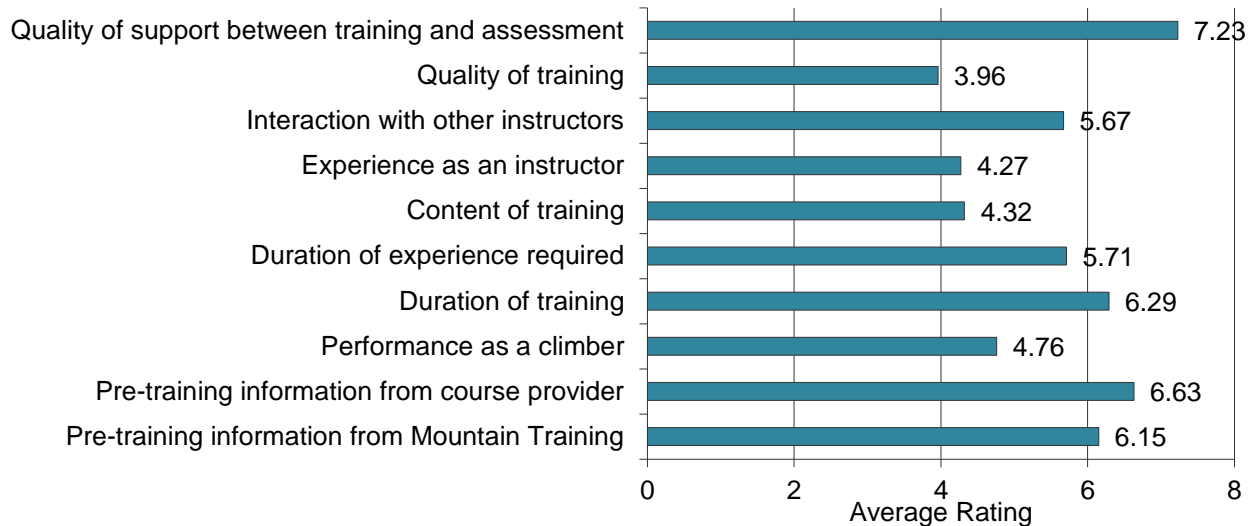 Quality of support between training and assessment 7.23
Quality of training 3.96
Interaction with other instructors 5.67
Experience as an instructor 4.27
Content of training 4.32
Duration of experience required 5.71
Duration of training 6.29
Performance as a climber 4.76
Pre-training information from course provider 6.63
Pre-training information from Mountain Training 6.15
0 2 4 6 8
Average Rating